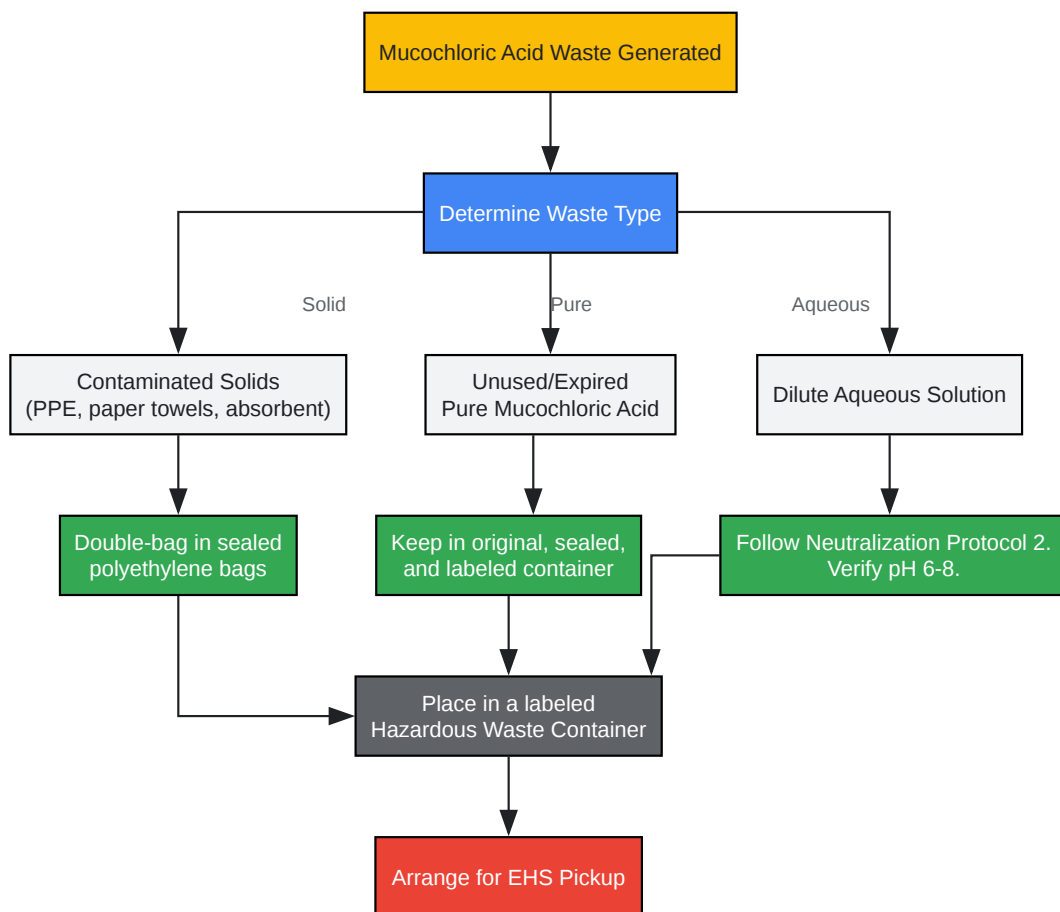 Mucochloric Acid Waste Generated
Determine Waste Type
Solid
Pure
Aqueous
Contaminated Solids
(PPE, paper towels, absorbent)
Unused/Expired
Pure Mucochloric Acid
Dilute Aqueous Solution
Double-bag in sealed
polyethylene bags
Keep in original, sealed,
and labeled container
Follow Neutralization Protocol 2.
Verify pH 6-8.
Place in a labeled
Hazardous Waste Container
Arrange for EHS Pickup